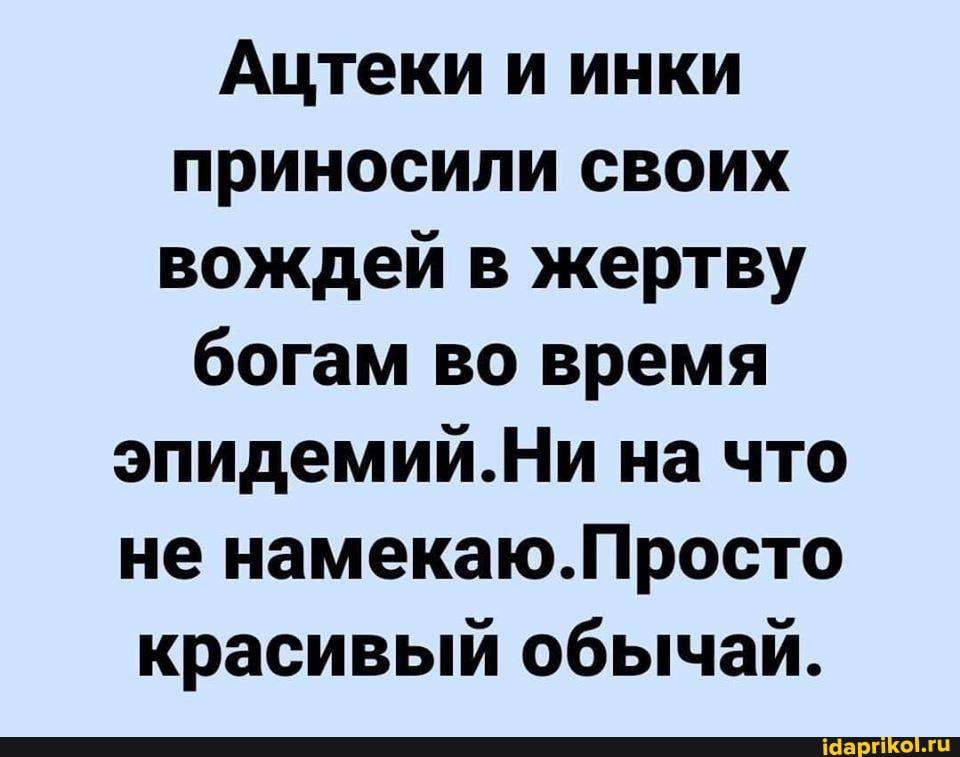 Ацтеки и инки
приносили своих
вождей в жертву
богам во время
эпидемий.Ни на что
не намекаю.Просто
красивый обычай.
idaprikol.ru